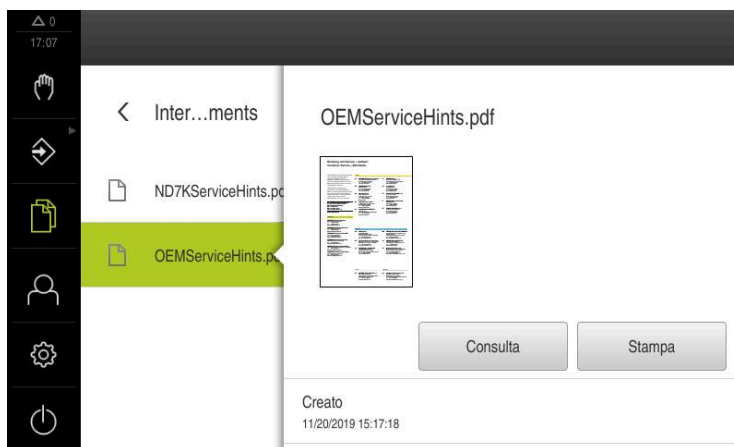 0
17:07
Inter…ments
OEMServiceHints.pdf
ND7KServiceHints.pd
OEMServiceHints.p
Consulta
Stampa
Creato
11/20/2019 15:17:18